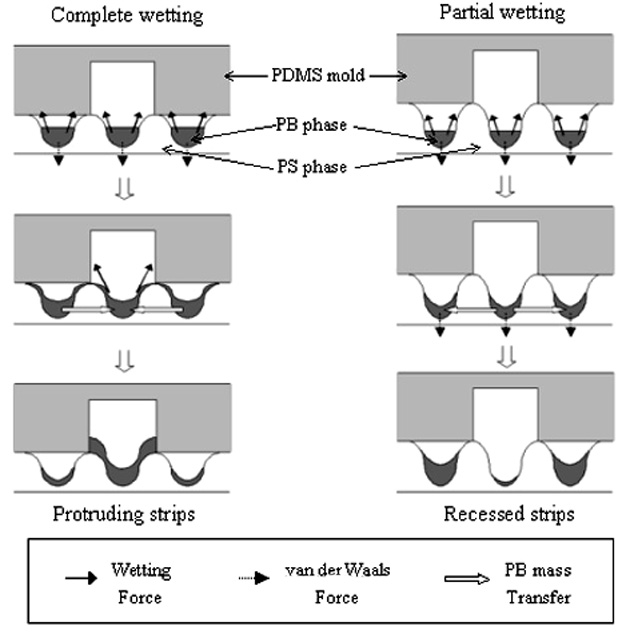 Complete wetting
Partial wetting
PDMS mold
PB phase
PS phase
Protruding strips
Recessed strips
Wetting
Force
van der Waals
Force
PB mass
Transfer